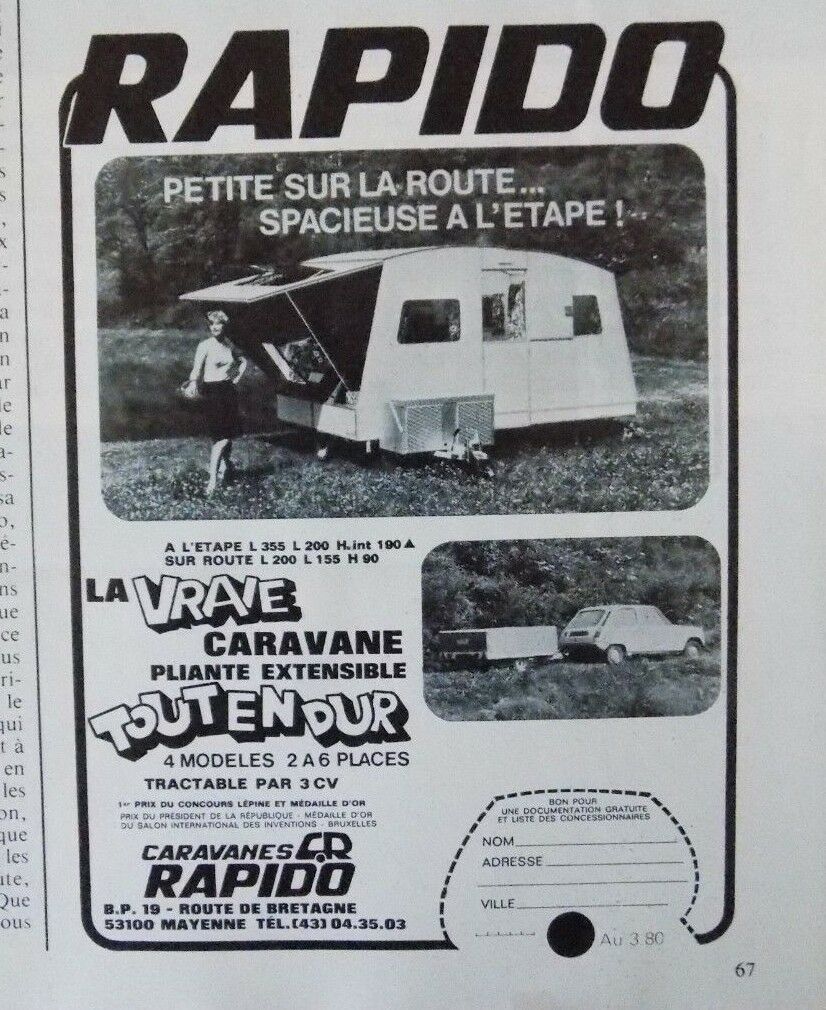 RAPIDO
PETITE SUR LA ROUTE...
SPACIEUSE A L'ETAPE !
A L'ETAPE L 355 L 200 H.int 190▲
SUR ROUTE L 200 L 155 H 90
LA VRAIE
CARAVANE
PLIANTE EXTENSIBLE
TOUT EN DUR
4 MODELES 2 A 6 PLACES
TRACTABLE PAR 3 CV
1er PRIX DU CONCOURS LÉPINE ET MÉDAILLE D'OR
PRIX DU PRÉSIDENT DE LA RÉPUBLIQUE - MÉDAILLE D'OR
DU SALON INTERNATIONAL DES INVENTIONS - BRUXELLES
CARAVANES R
RAPIDO
B.P. 19 - ROUTE DE BRETAGNE
53100 MAYENNE TÉL.(43) 04.35.03
BON POUR
UNE DOCUMENTATION GRATUITE
ET LISTE DES CONCESSIONNAIRES
NOM
ADRESSE
VILLE
Au 3 80
67